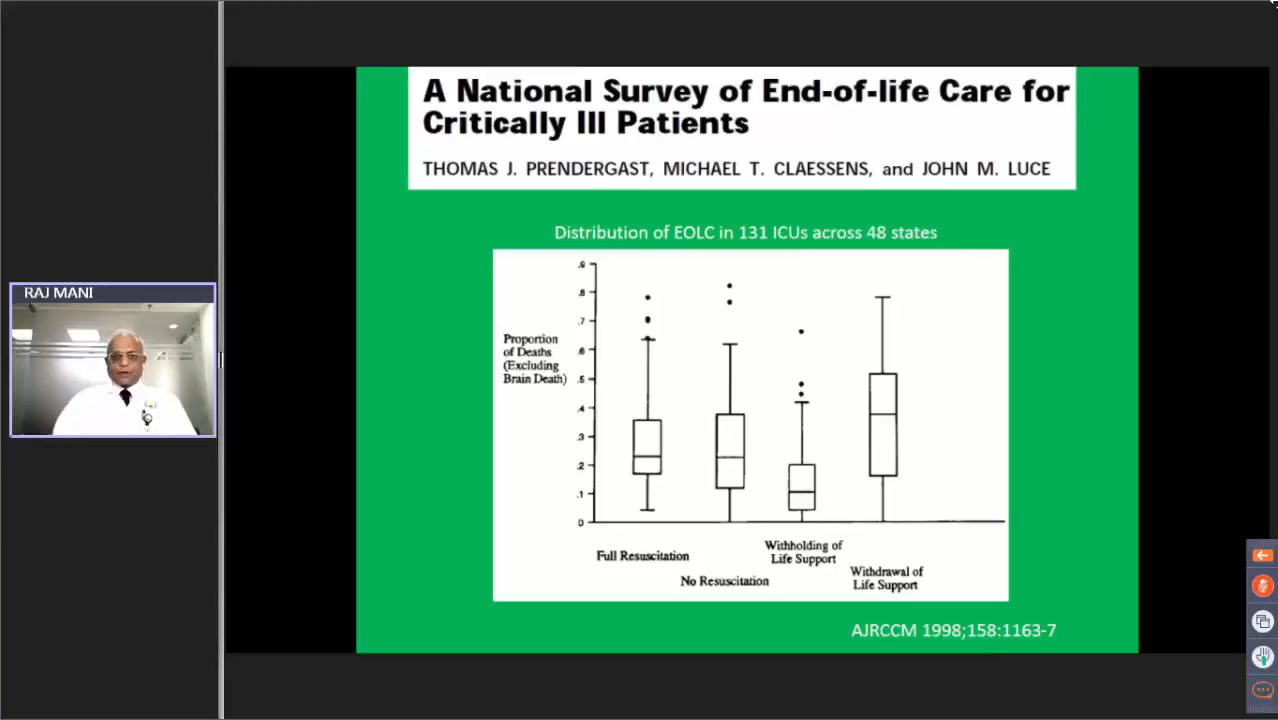 RAJ MANI
A National Survey of End-of-life Care for
Critically Ill Patients
THOMAS J. PRENDERGAST, MICHAEL T. CLAESSENS, and JOHN M. LUCE
Distribution of EOLC in 131 ICUs across 48 states
Proportion
of Deaths
(Excluding
Brain Death)
.9
.8
.7
.6
.5
.4
.3
.2
.1
0
Full Resuscitation
No Resuscitation
Withholding of
Life Support
Withdrawal of
Life Support
AJRCCM 1998;158:1163-7